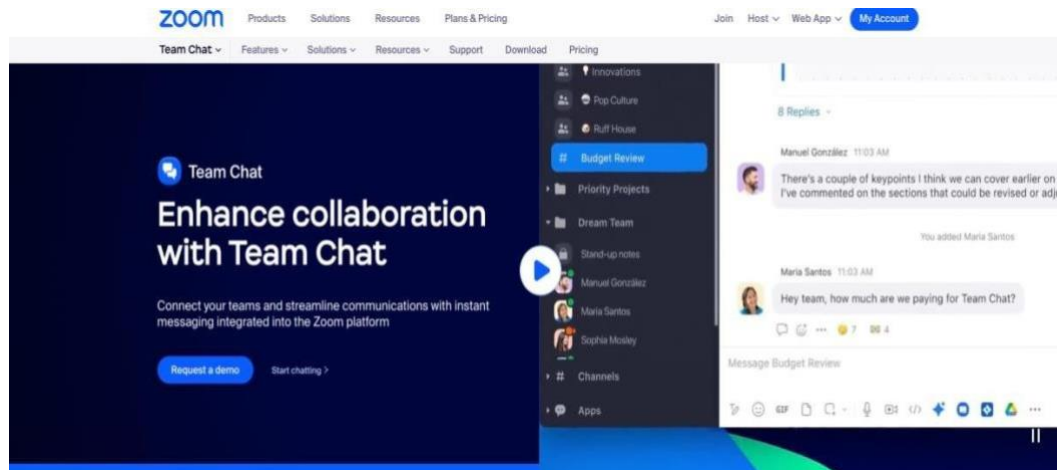 zoom Products Solutions Resources Plans & Pricing Join Host Web App My Account
Team Chat Features Solutions Resources Support Download Pricing
Team Chat
Enhance collaboration
with Team Chat
Connect your teams and streamline communications with instant
messaging integrated into the Zoom platform
Request a demo Start chatting >
Innovations
Pop Culture
Ruff House
# Budget Review
Priority Projects
Dream Team
Stand-up notes
Manuel González
Maria Santos
Sophia Mosley
# Channels
Apps
8 Replies
Manuel González 11:03 AM
There's a couple of keypoints I think we can cover earlier on
I've commented on the sections that could be revised or adj
You added Maria Santos
Maria Santos 11:03 AM
Hey team, how much are we paying for Team Chat?
7 4
Message Budget Review
GIF